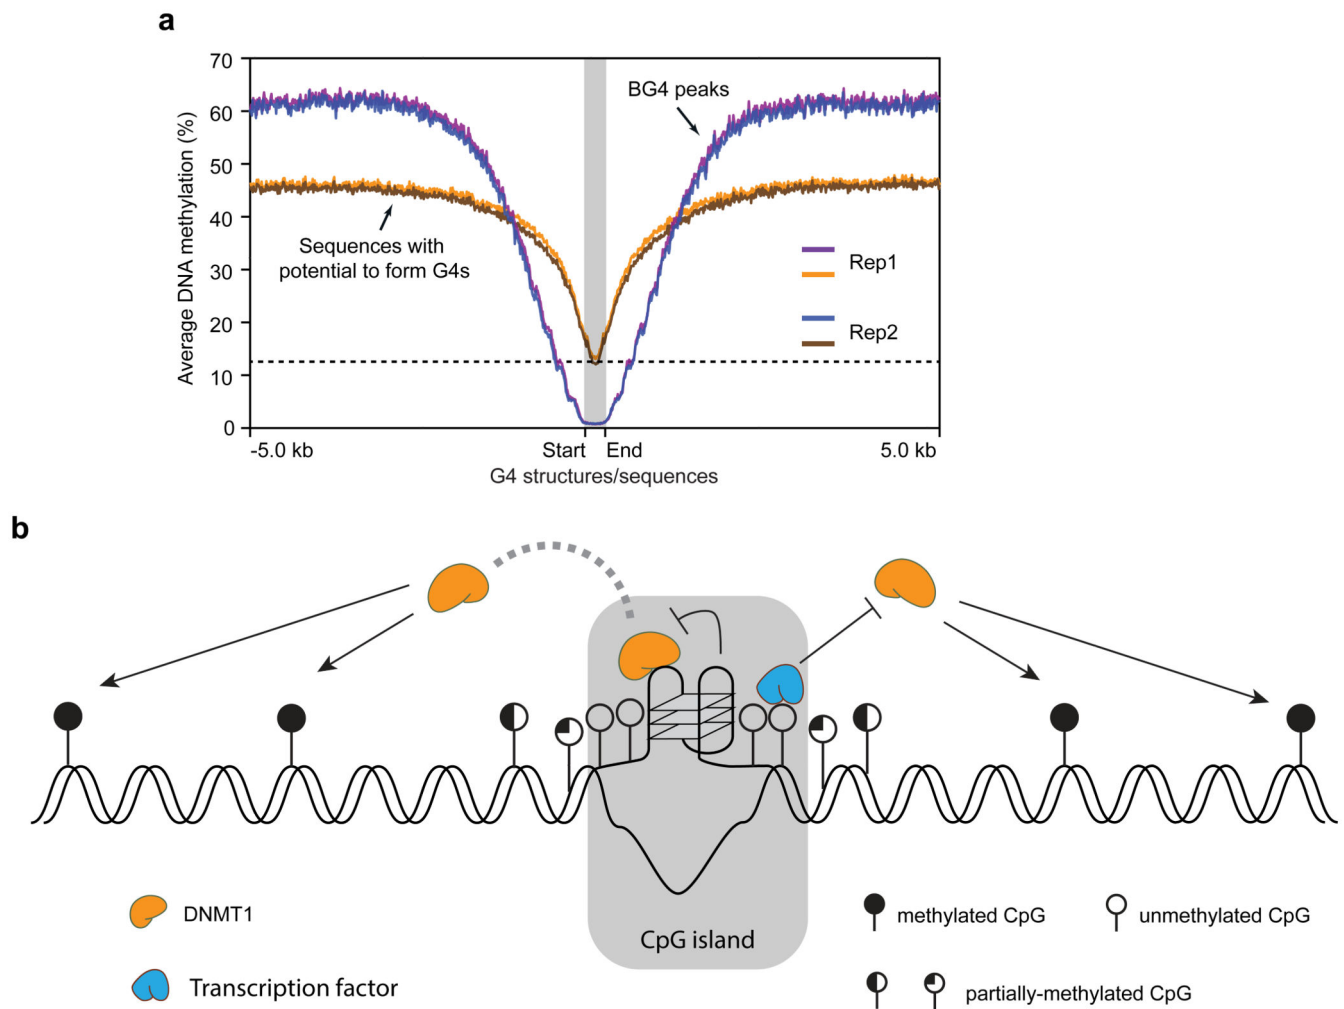 a
70
60
50
40
30
20
10
0
Average DNA methylation (%)
BG4 peaks
Sequences with
potential to form G4s
Rep1
Rep2
-5.0 kb
Start
End
5.0 kb
G4 structures/sequences
b
CpG island
DNMT1
Transcription factor
methylated CpG
unmethylated CpG
partially-methylated CpG